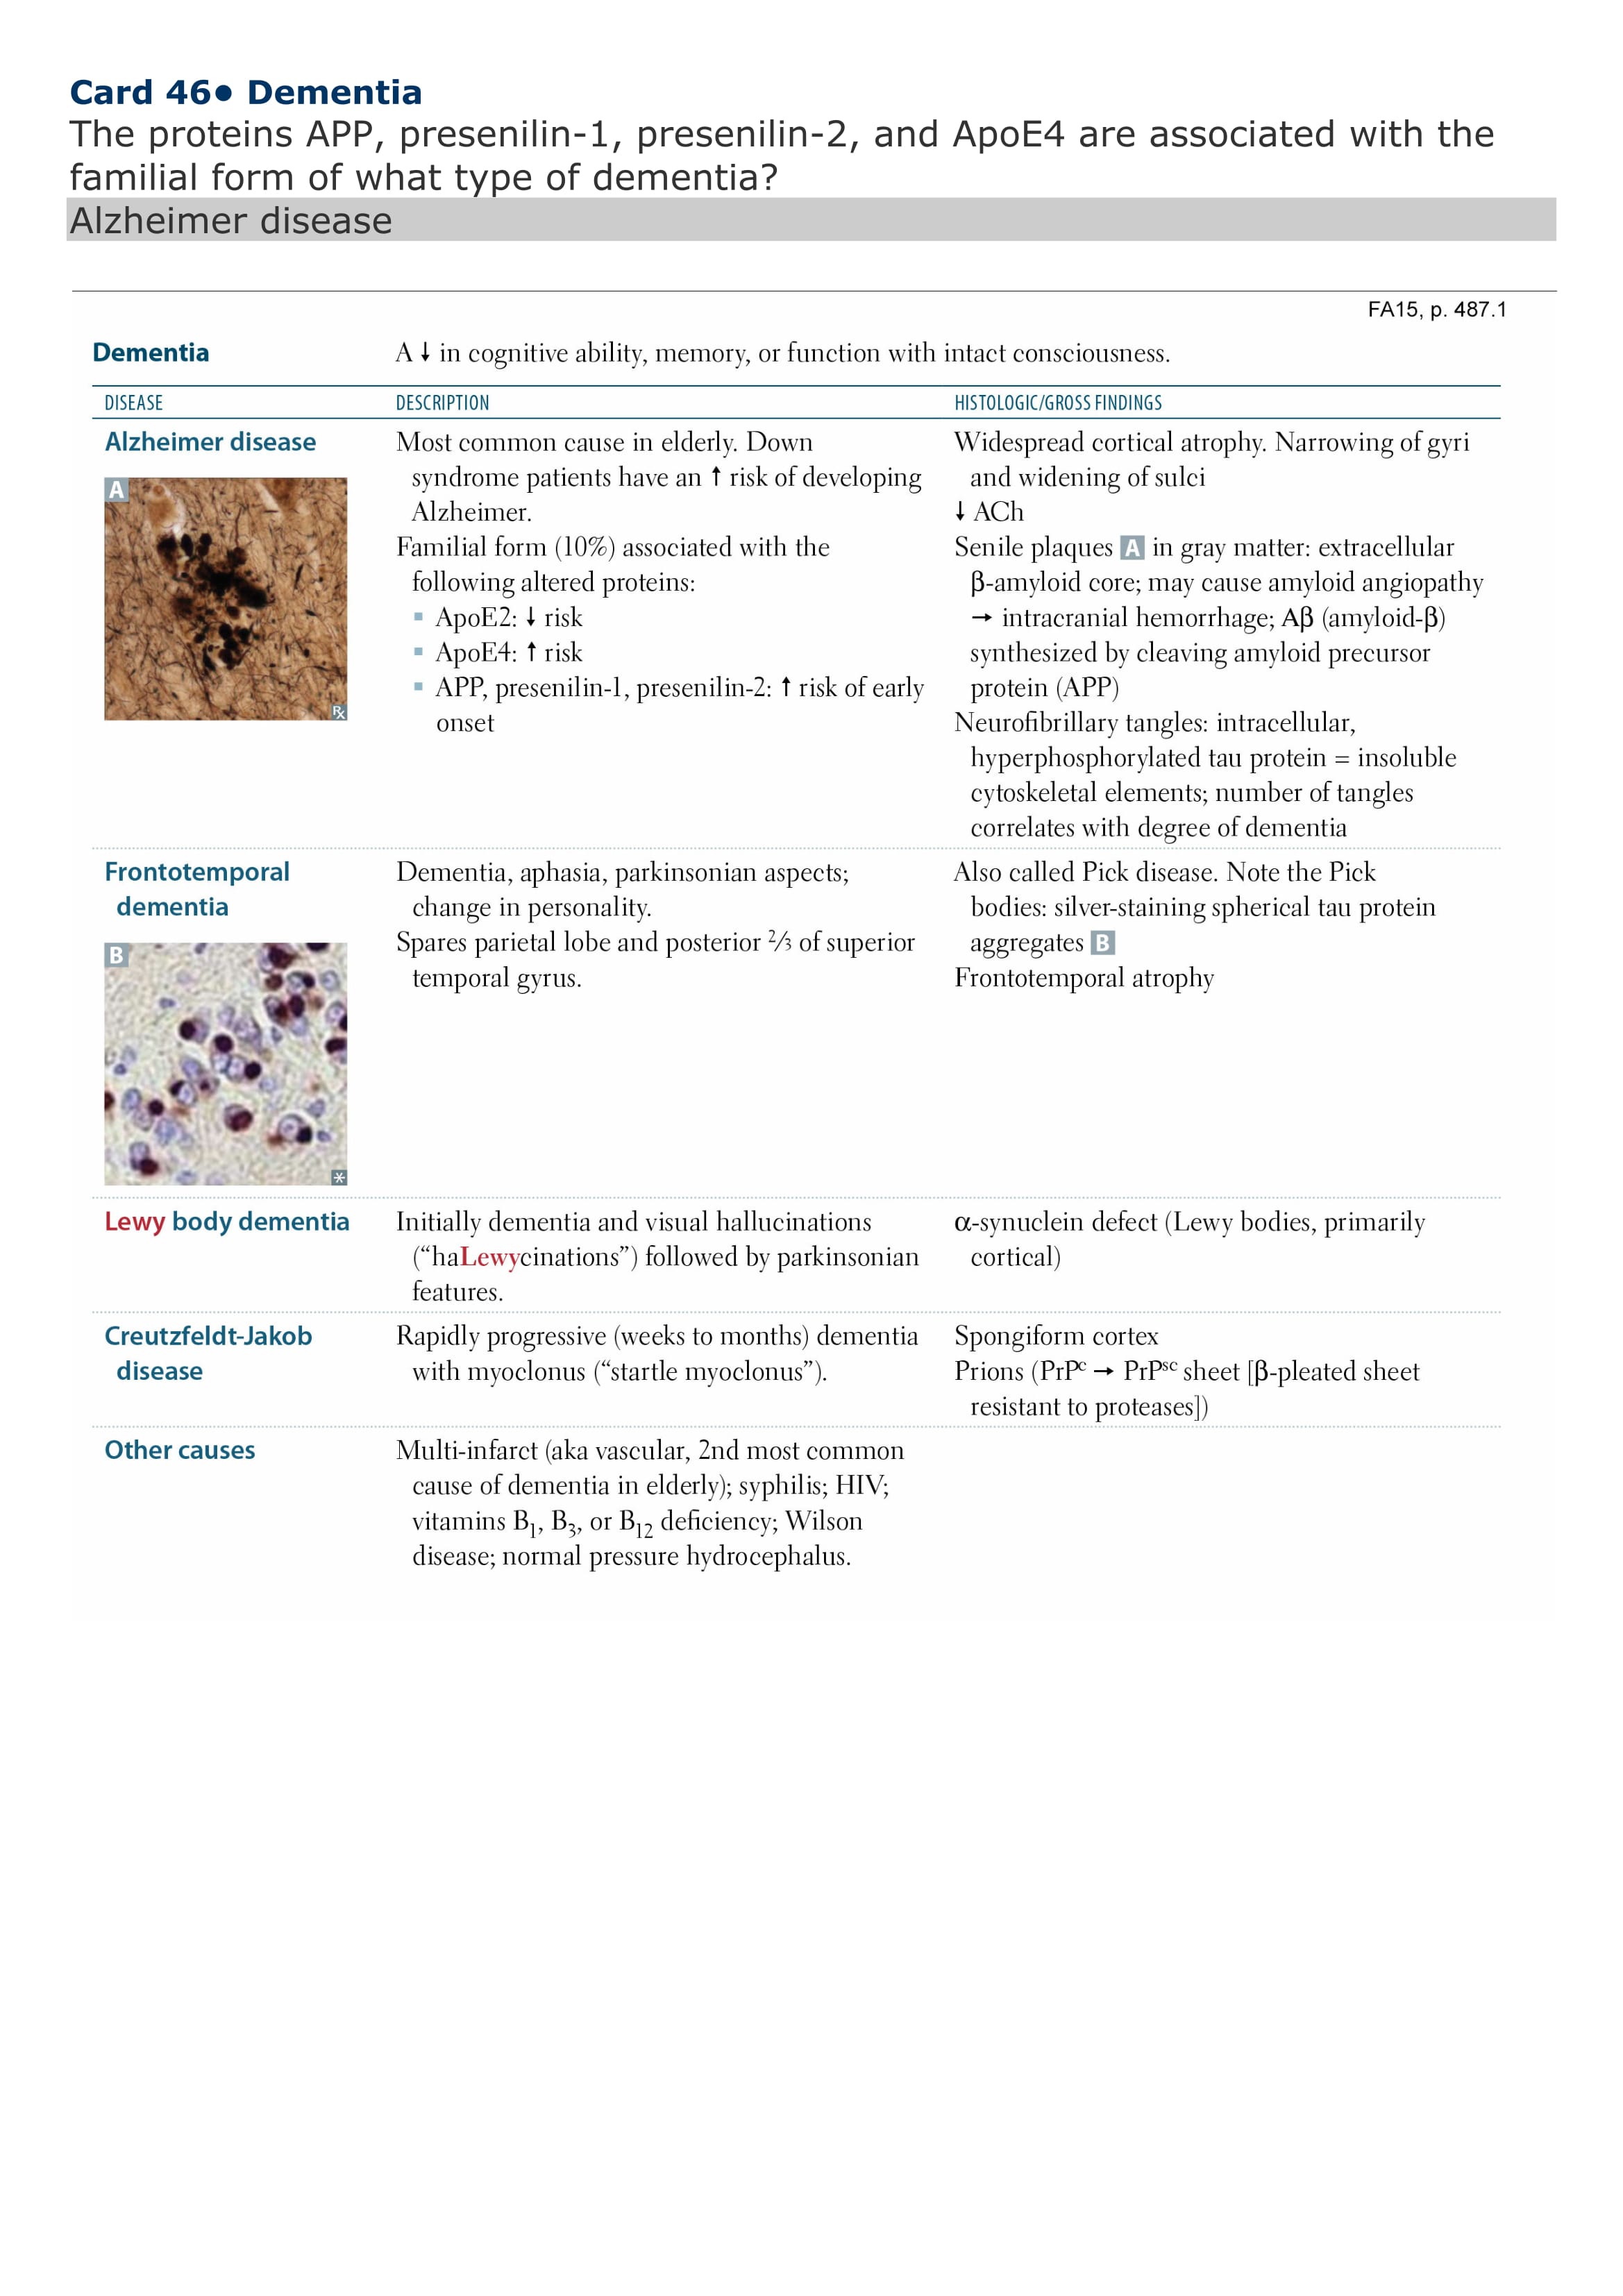 Card 46● Dementia
The proteins APP, presenilin-1, presenilin-2, and ApoE4 are associated with the
familial form of what type of dementia?
Alzheimer disease
FA15, p. 487.1
Dementia
A ↓ in cognitive ability, memory, or function with intact consciousness.
DISEASE
DESCRIPTION
HISTOLOGIC/GROSS FINDINGS
Alzheimer disease
A
℞
Most common cause in elderly. Down
syndrome patients have an ↑ risk of developing
Alzheimer.
Familial form (10%) associated with the
following altered proteins:
▪ ApoE2: ↓ risk
▪ ApoE4: ↑ risk
▪ APP, presenilin-1, presenilin-2: ↑ risk of early
onset
Widespread cortical atrophy. Narrowing of gyri
and widening of sulci
↓ ACh
Senile plaques A in gray matter: extracellular
β-amyloid core; may cause amyloid angiopathy
→ intracranial hemorrhage; Aβ (amyloid-β)
synthesized by cleaving amyloid precursor
protein (APP)
Neurofibrillary tangles: intracellular,
hyperphosphorylated tau protein = insoluble
cytoskeletal elements; number of tangles
correlates with degree of dementia
Frontotemporal
dementia
B
*
Dementia, aphasia, parkinsonian aspects;
change in personality.
Spares parietal lobe and posterior ⅔ of superior
temporal gyrus.
Also called Pick disease. Note the Pick
bodies: silver-staining spherical tau protein
aggregates B
Frontotemporal atrophy
Lewy body dementia
Initially dementia and visual hallucinations
(“haLewycinations”) followed by parkinsonian
features.
α-synuclein defect (Lewy bodies, primarily
cortical)
Creutzfeldt-Jakob
disease
Rapidly progressive (weeks to months) dementia
with myoclonus (“startle myoclonus”).
Spongiform cortex
Prions (PrPᶜ → PrPˢᶜ sheet [β-pleated sheet
resistant to proteases])
Other causes
Multi-infarct (aka vascular, 2nd most common
cause of dementia in elderly); syphilis; HIV;
vitamins B₁, B₃, or B₁₂ deficiency; Wilson
disease; normal pressure hydrocephalus.